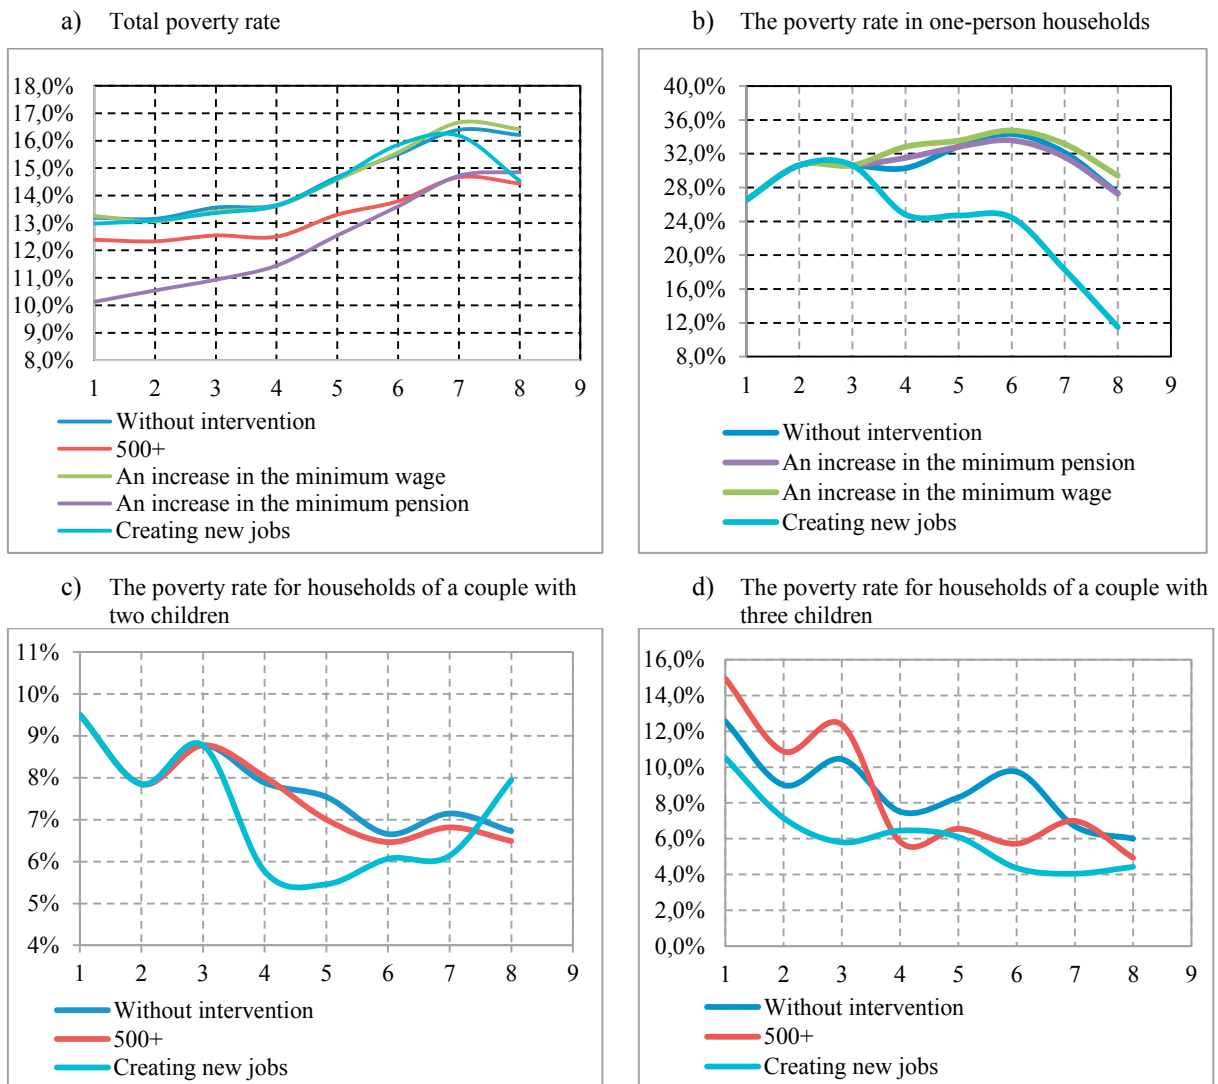 a) Total poverty rate
18,0%
17,0%
16,0%
15,0%
14,0%
13,0%
12,0%
11,0%
10,0%
9,0%
8,0%
1 2 3 4 5 6 7 8 9
Without intervention
500+
An increase in the minimum wage
An increase in the minimum pension
Creating new jobs
b) The poverty rate in one-person households
40,0%
36,0%
32,0%
28,0%
24,0%
20,0%
16,0%
12,0%
8,0%
1 2 3 4 5 6 7 8 9
Without intervention
An increase in the minimum pension
An increase in the minimum wage
Creating new jobs
c) The poverty rate for households of a couple with
two children
11%
10%
9%
8%
7%
6%
5%
4%
1 2 3 4 5 6 7 8 9
Without intervention
500+
Creating new jobs
d) The poverty rate for households of a couple with
three children
16,0%
14,0%
12,0%
10,0%
8,0%
6,0%
4,0%
2,0%
0,0%
1 2 3 4 5 6 7 8 9
Without intervention
500+
Creating new jobs